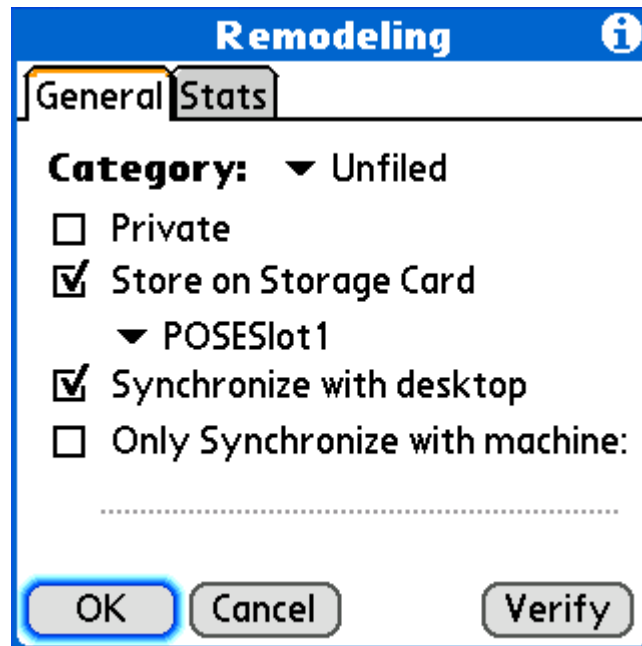 Remodeling
General Stats
Category: Unfiled
Private
Store on Storage Card
POSESlot1
Synchronize with desktop
Only Synchronize with machine:
OK Cancel Verify